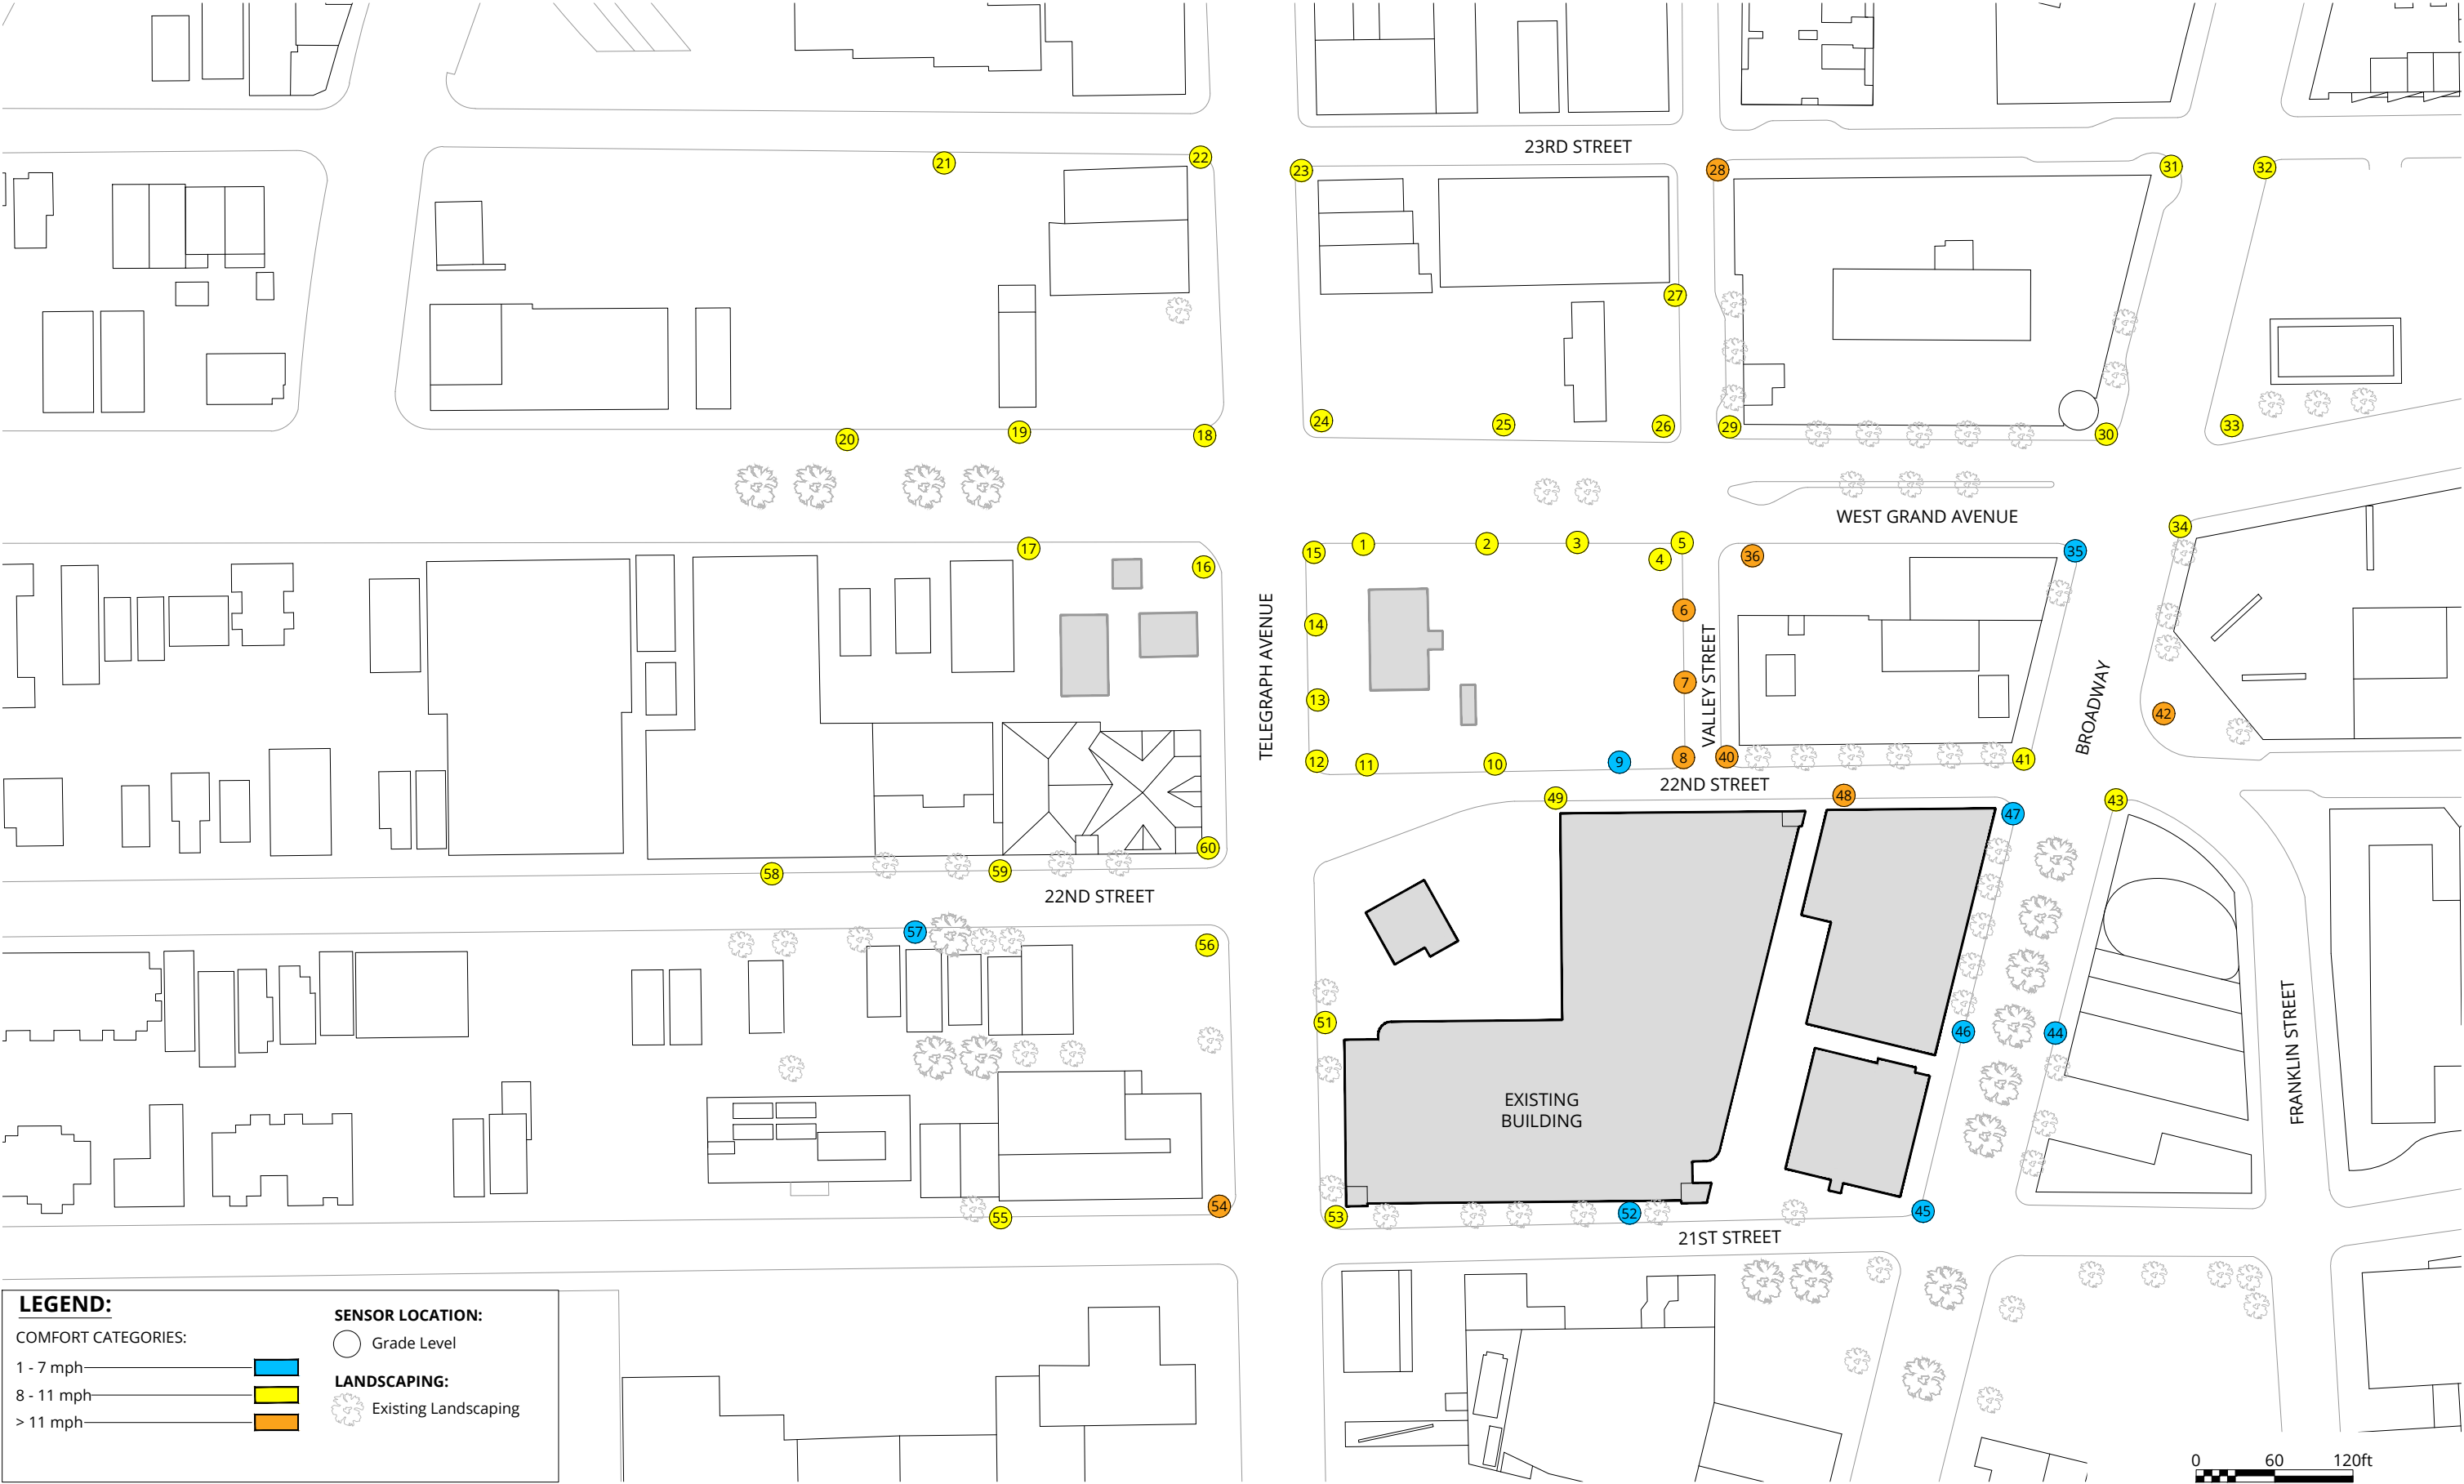 22
21
31
32
23
28
23RD STREET
27
24
25
26
29
30
33
20
19
18
34
WEST GRAND AVENUE
17
16
15
1
2
3
4
5
36
35
14
6
13
7
42
TELEGRAPH AVENUE
VALLEY STREET
BROADWAY
12
11
10
9
8
40
41
22ND STREET
49
48
47
43
60
58
59
22ND STREET
57
56
51
46
44
FRANKLIN STREET
EXISTING
BUILDING
54
55
53
52
45
21ST STREET
LEGEND:
COMFORT CATEGORIES:
1 - 7 mph
8 - 11 mph
> 11 mph
SENSOR LOCATION:
Grade Level
LANDSCAPING:
Existing Landscaping
0 60 120ft